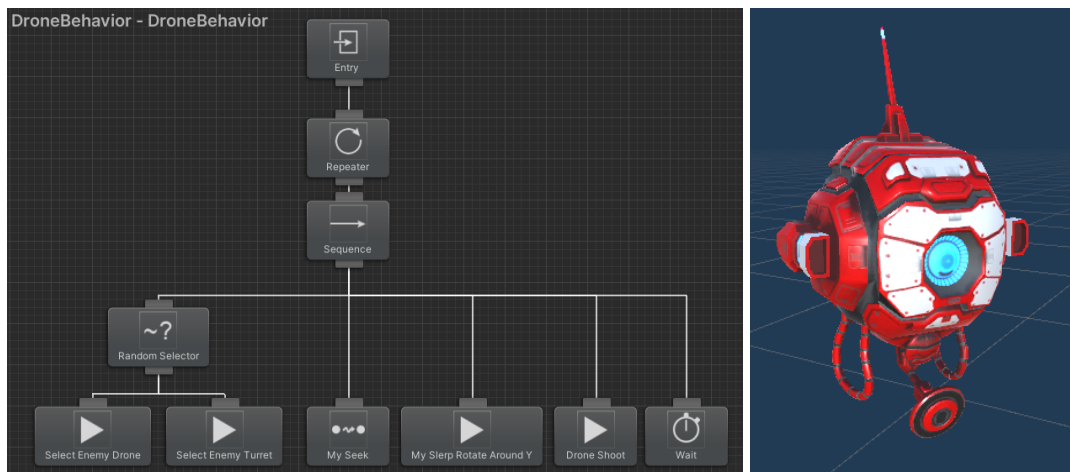 DroneBehavior - DroneBehavior
Entry
Repeater
Sequence
~?
Random Selector
Select Enemy Drone
Select Enemy Turret
My Seek
My Slerp Rotate Around Y
Drone Shoot
Wait